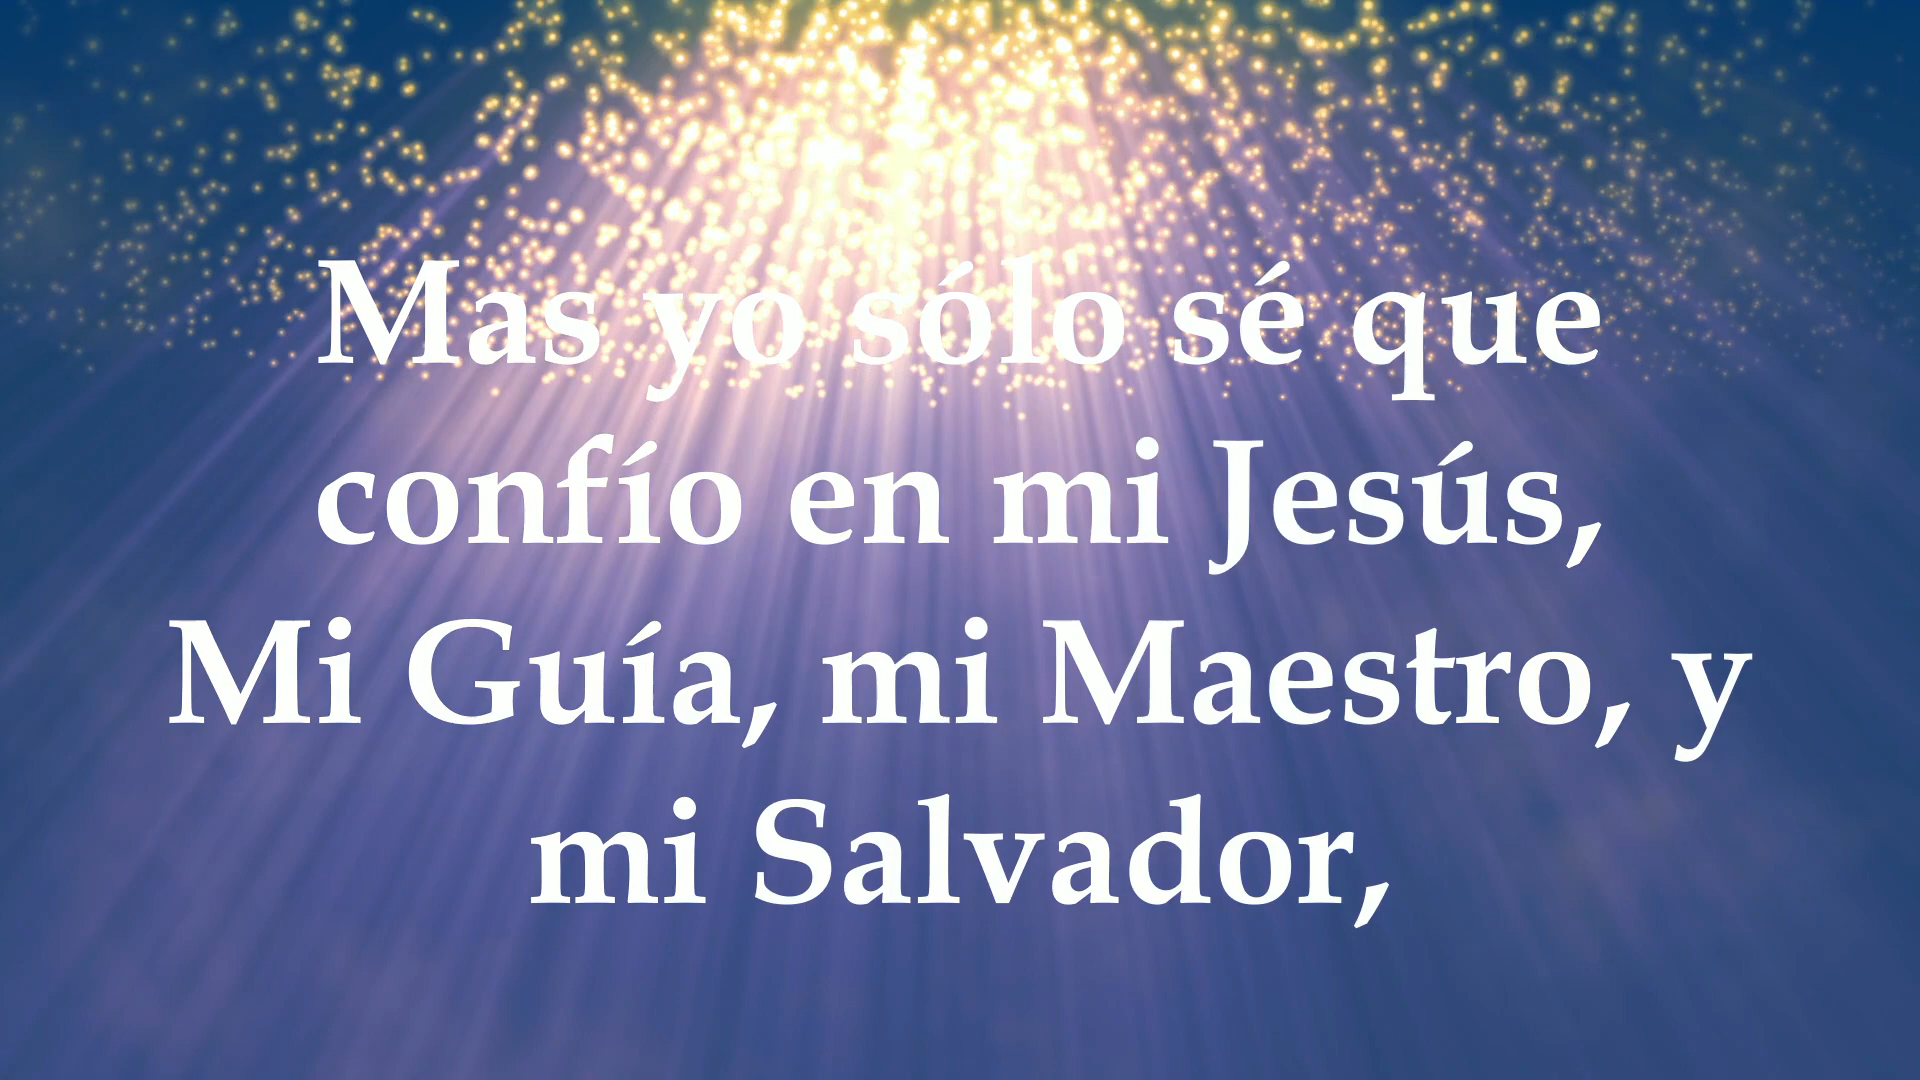 Mas yo sólo sé que
confío en mi Jesús,
Mi Guía, mi Maestro, y
mi Salvador,